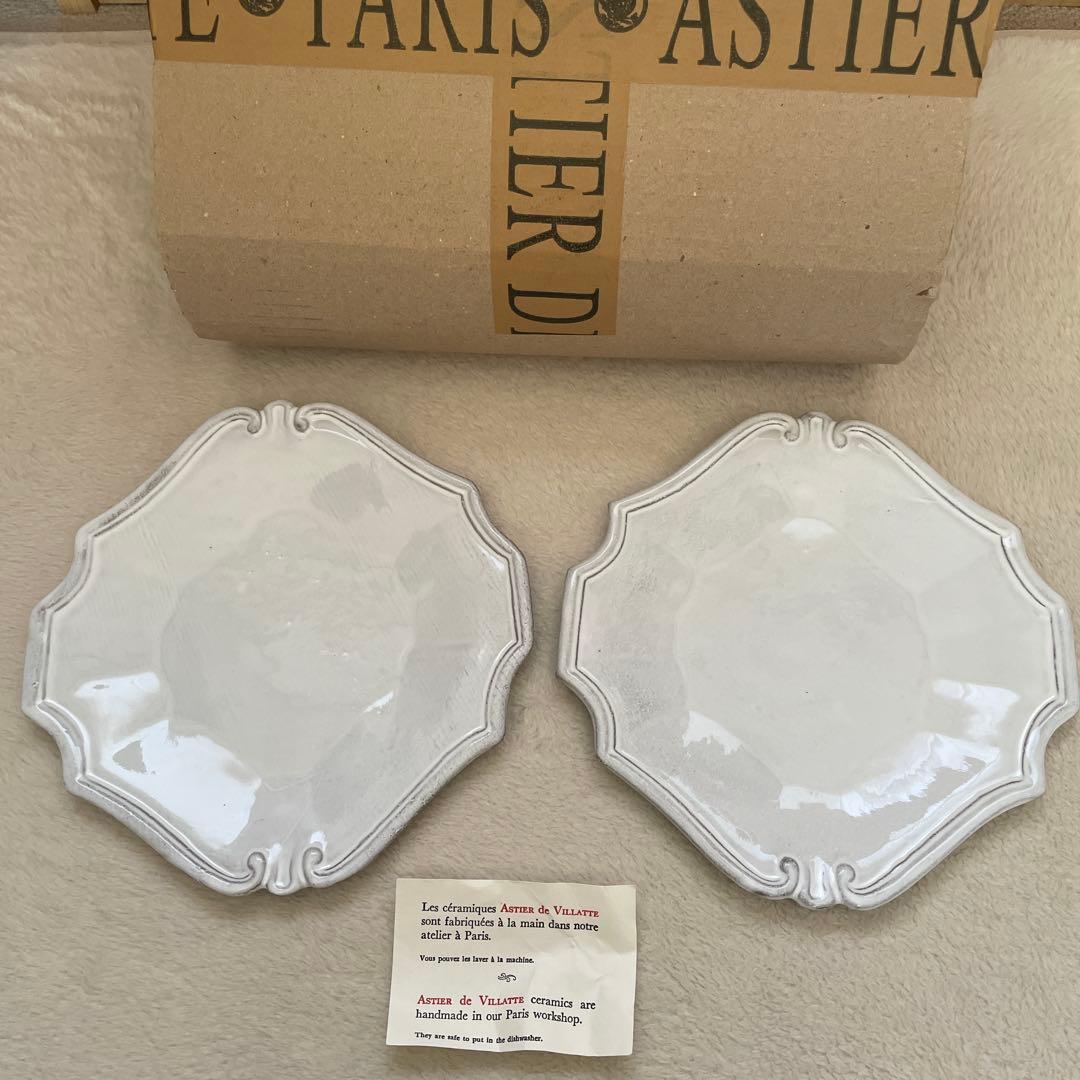 E • PARIS • ASTIER
TIER D
Les céramiques ASTIER de VILLATTE
sont fabriquées à la main dans notre
atelier à Paris.
Vous pouvez les laver à la machine.
ASTIER de VILLATTE ceramics are
handmade in our Paris workshop.
They are safe to put in the dishwasher.